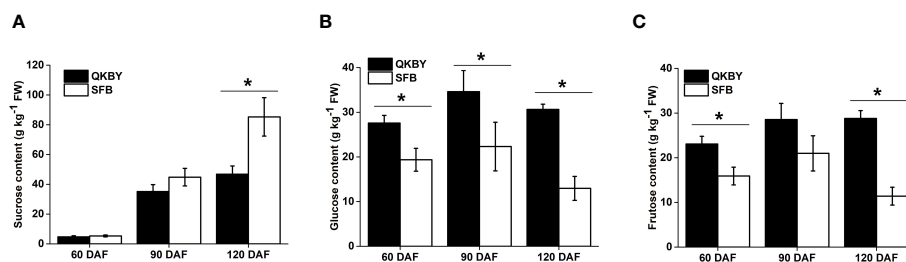 A
Sucrose content (g kg⁻¹ FW)
120
100
80
60
40
20
0
QKBY
SFB
*
60 DAF 90 DAF 120 DAF
B
Glucose content (g kg⁻¹ FW)
40
30
20
10
0
QKBY
SFB
*
*
*
60 DAF 90 DAF 120 DAF
C
Frutose content (g kg⁻¹ FW)
40
30
20
10
0
QKBY
SFB
*
*
60 DAF 90 DAF 120 DAF